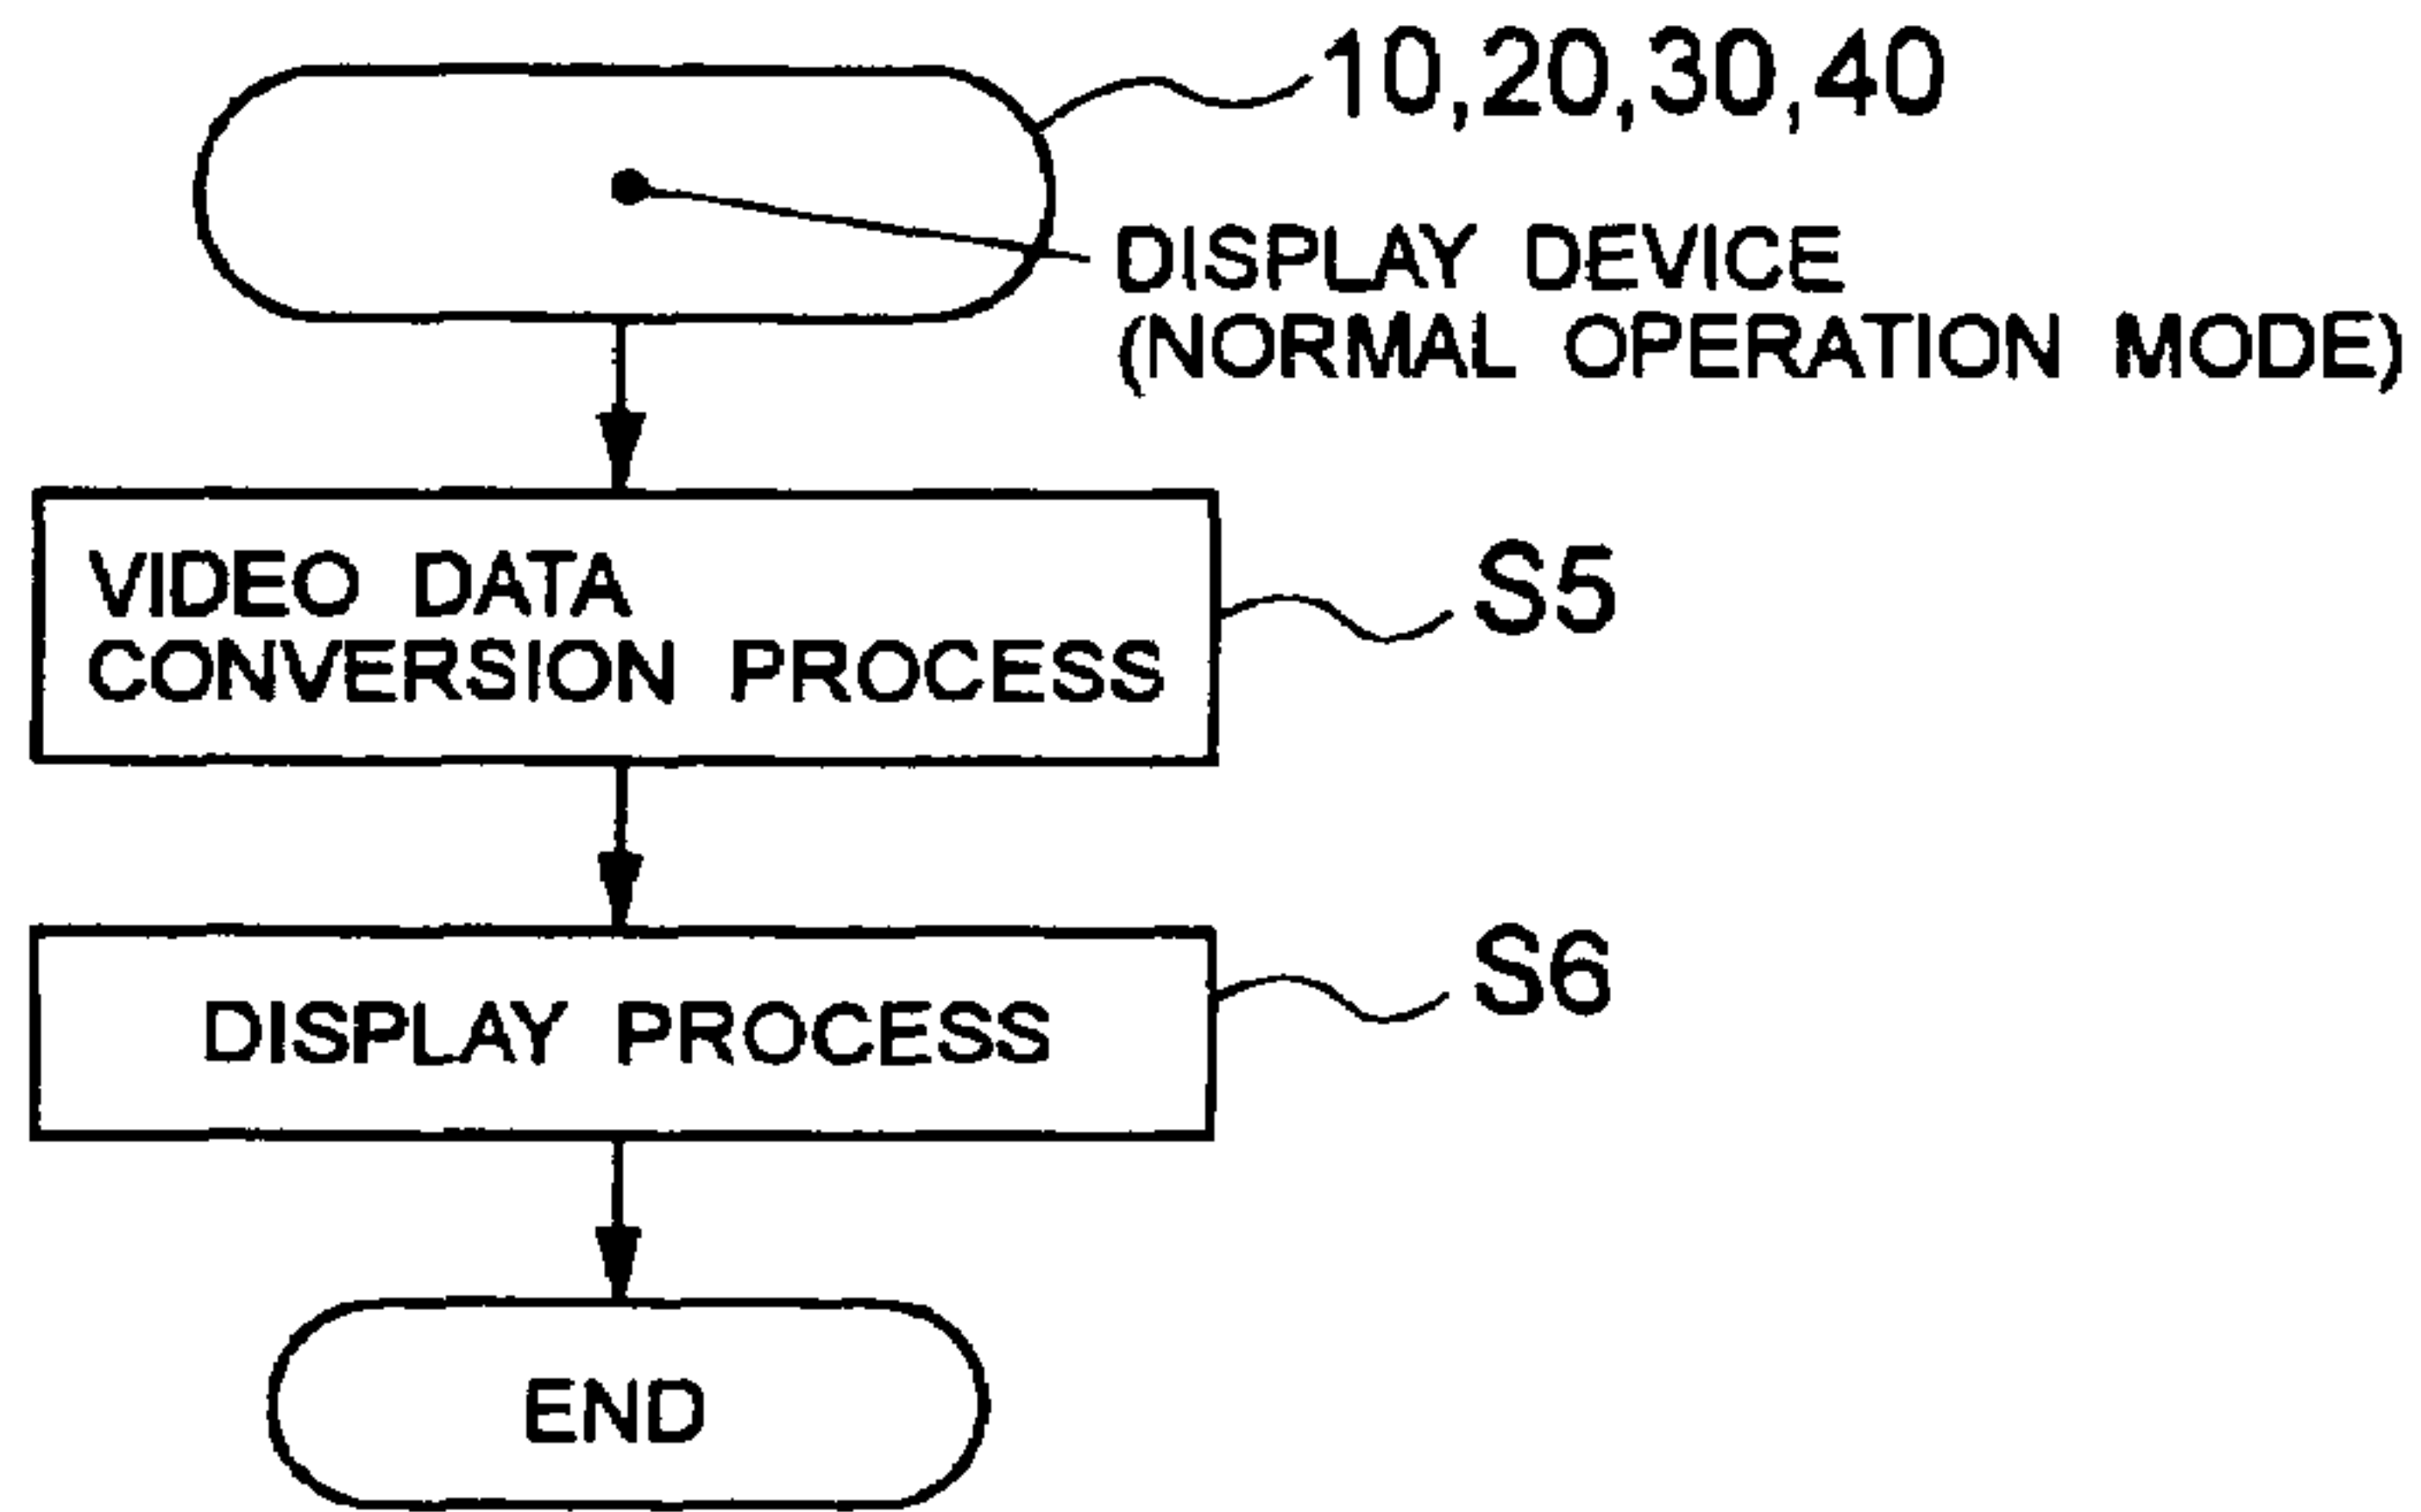 10,20,30,40
DISPLAY DEVICE
(NORMAL OPERATION MODE)
VIDEO DATA
CONVERSION PROCESS
S5
DISPLAY PROCESS
S6
END